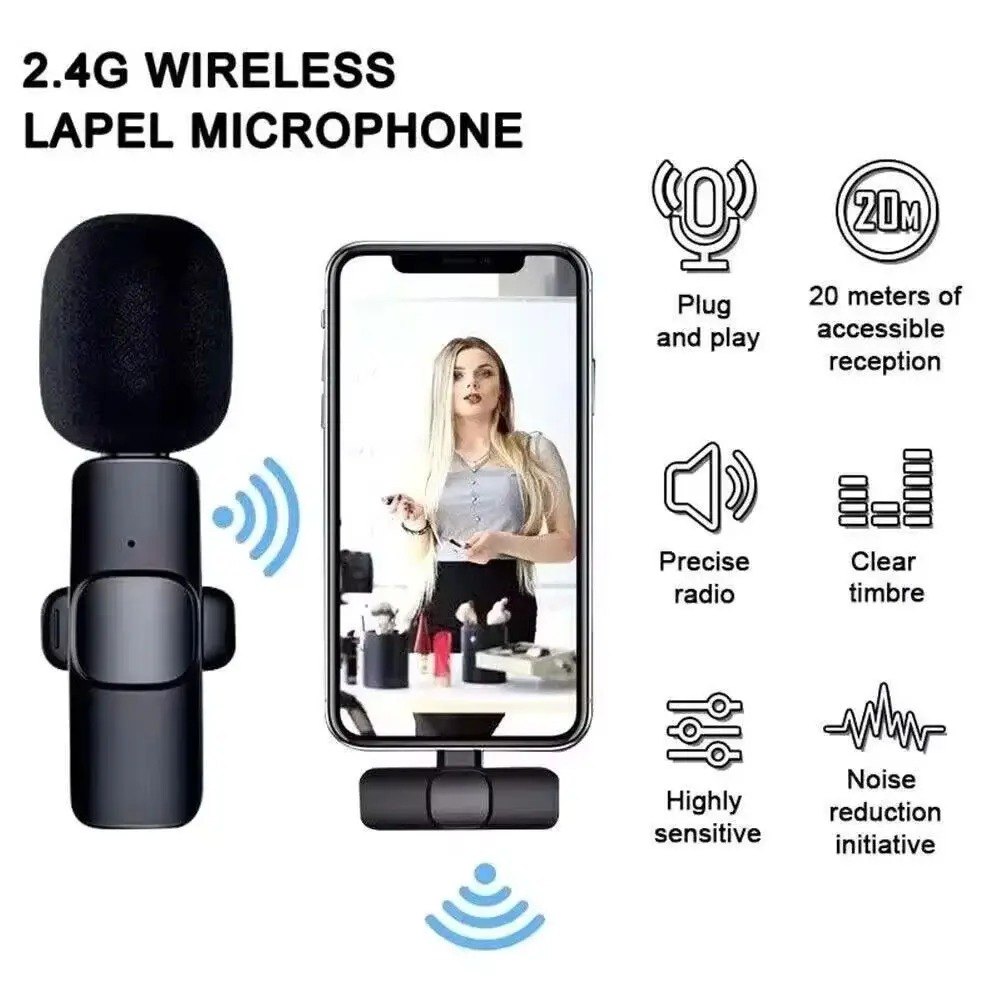 2.4G WIRELESS
LAPEL MICROPHONE
Plug
and play
20M
20 meters of
accessible
reception
Precise
radio
Clear
timbre
Highly
sensitive
Noise
reduction
initiative